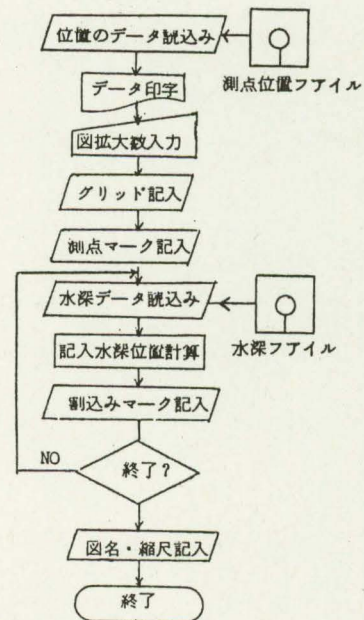 位置のデータ読込み
測点位置フアイル
データ印字
図拡大数入力
グリッド記入
測点マーク記入
水深データ読込み
水深フアイル
記入水深位置計算
割込みマーク記入
NO
終了?
図名・縮尺記入
終了